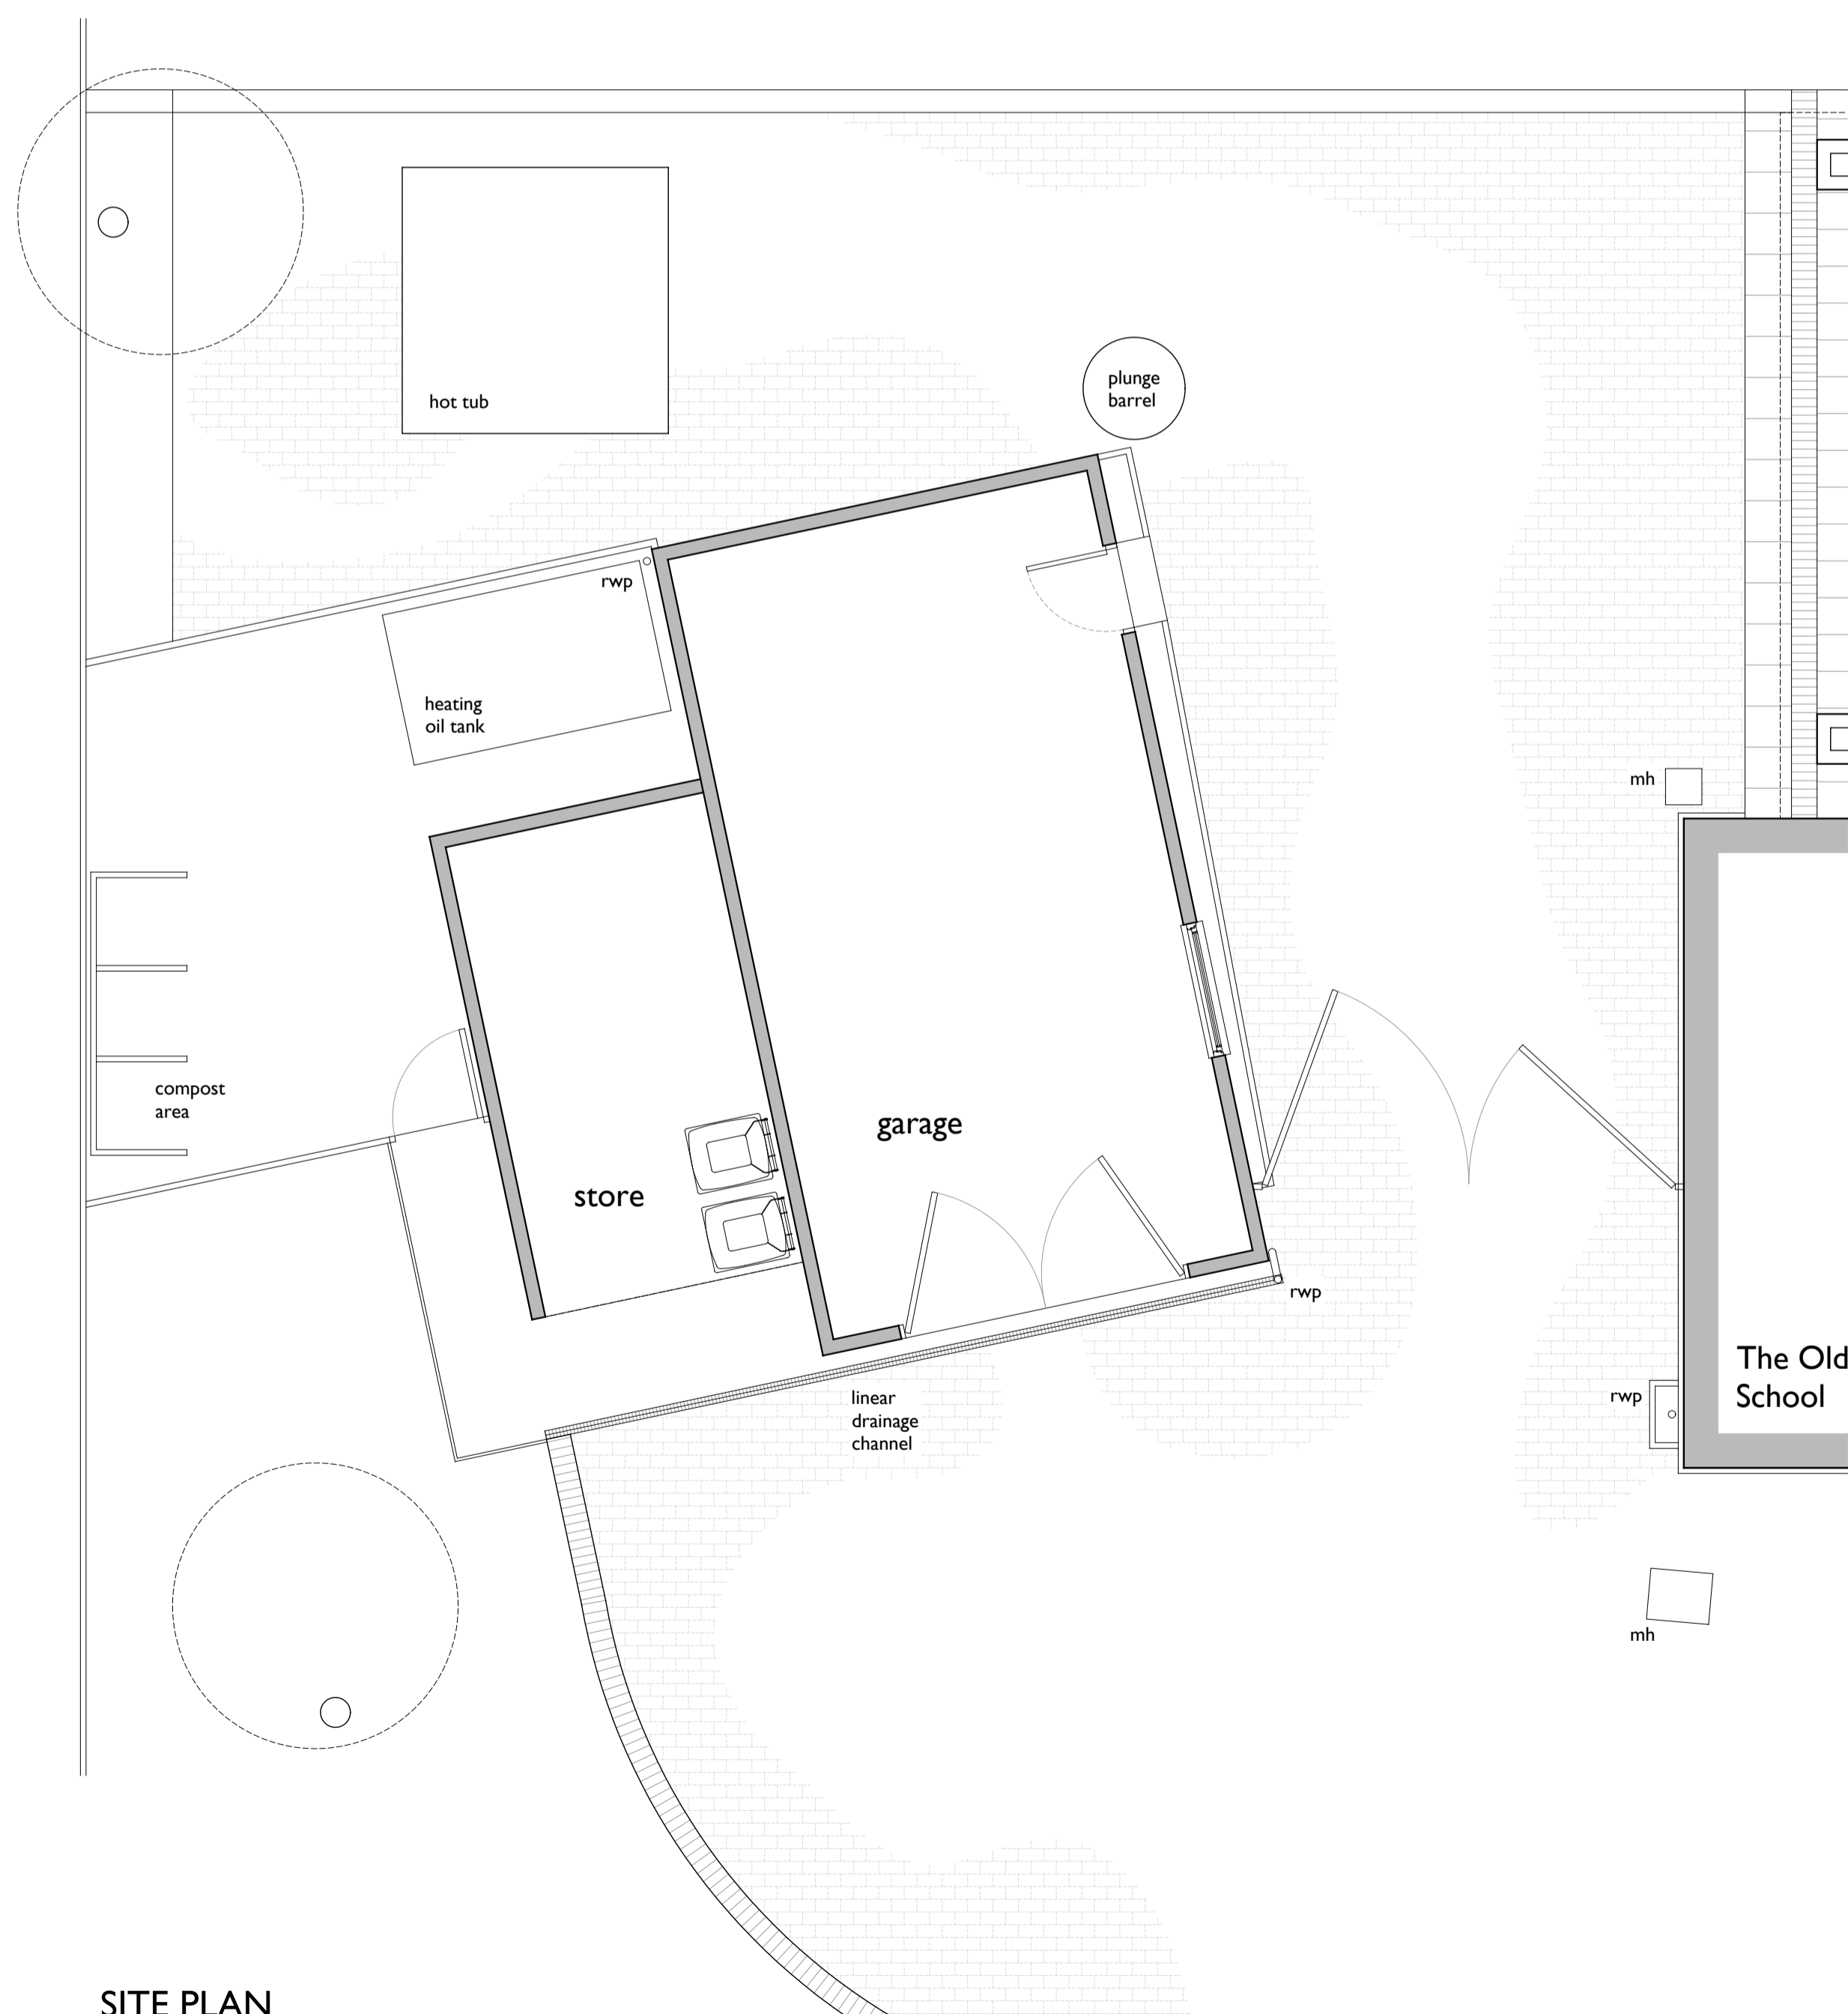 plunge
barrel
hot tub
rwp
heating
oil tank
mh
compost
area
garage
store
rwp
The Old
School
rwp
linear
drainage
channel
mh
SITE PLAN